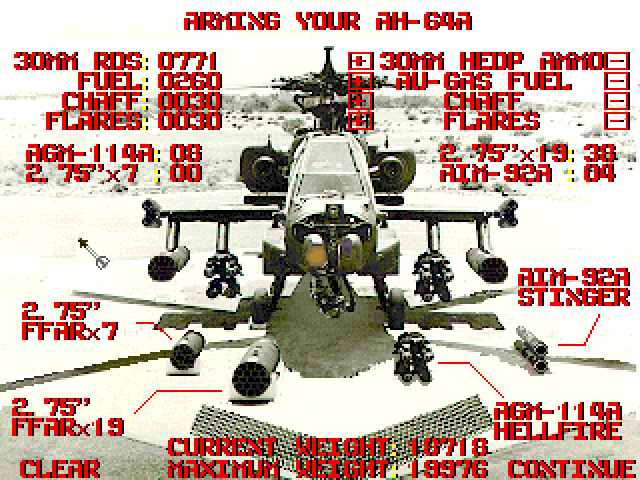 ARMING YOUR AH-64A
30MM RDS: 0771
FUEL: 0260
CHAFF: 0030
FLARES: 0030
+ 30MM HEDP AMMO -
+ AU-GAS FUEL -
+ CHAFF -
+ FLARES -
AGM-114A: 08
2.75"x7 : 00
2.75"x19: 38
AIM-92A : 04
AIM-92A
STINGER
2.75"
FFARx7
2.75"
FFARx19
AGM-114A
HELLFIRE
CURRENT WEIGHT: 18718
MAXIMUM WEIGHT: 19976
CLEAR
CONTINUE